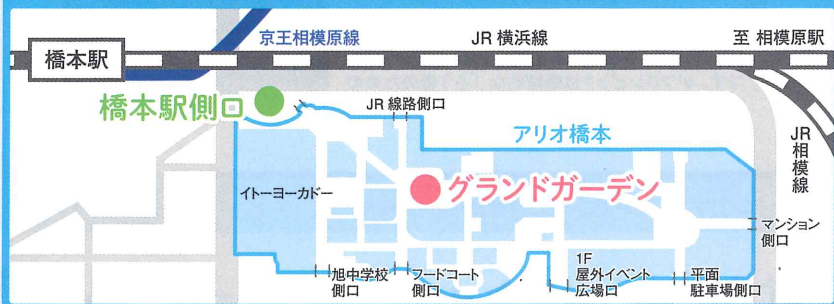 京王相模原線
JR 横浜線
至 相模原駅
橋本駅
橋本駅側口
JR 線路側口
アリオ橋本
JR相模線
イトーヨーカドー
グランドガーデン
マンション
側口
旭中学校
側口
フードコート
側口
1F
屋外イベント
広場口
平面
駐車場側口